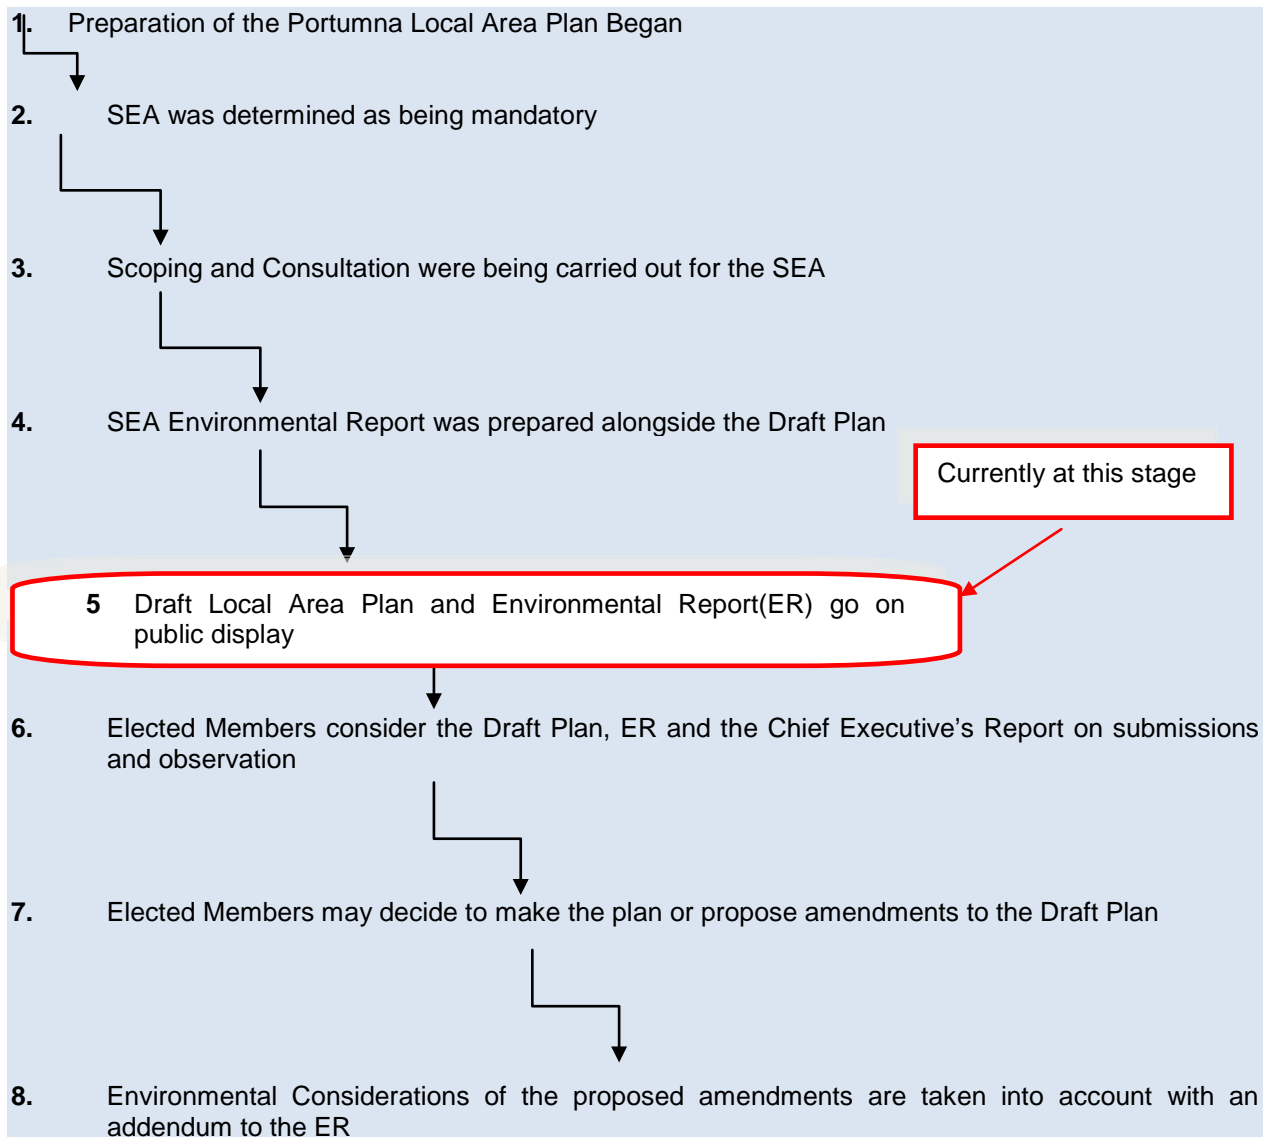 1. Preparation of the Portumna Local Area Plan Began
2. SEA was determined as being mandatory
3. Scoping and Consultation were being carried out for the SEA
4. SEA Environmental Report was prepared alongside the Draft Plan
Currently at this stage
5 Draft Local Area Plan and Environmental Report(ER) go on
public display
6. Elected Members consider the Draft Plan, ER and the Chief Executive's Report on submissions
and observation
7. Elected Members may decide to make the plan or propose amendments to the Draft Plan
8. Environmental Considerations of the proposed amendments are taken into account with an
addendum to the ER